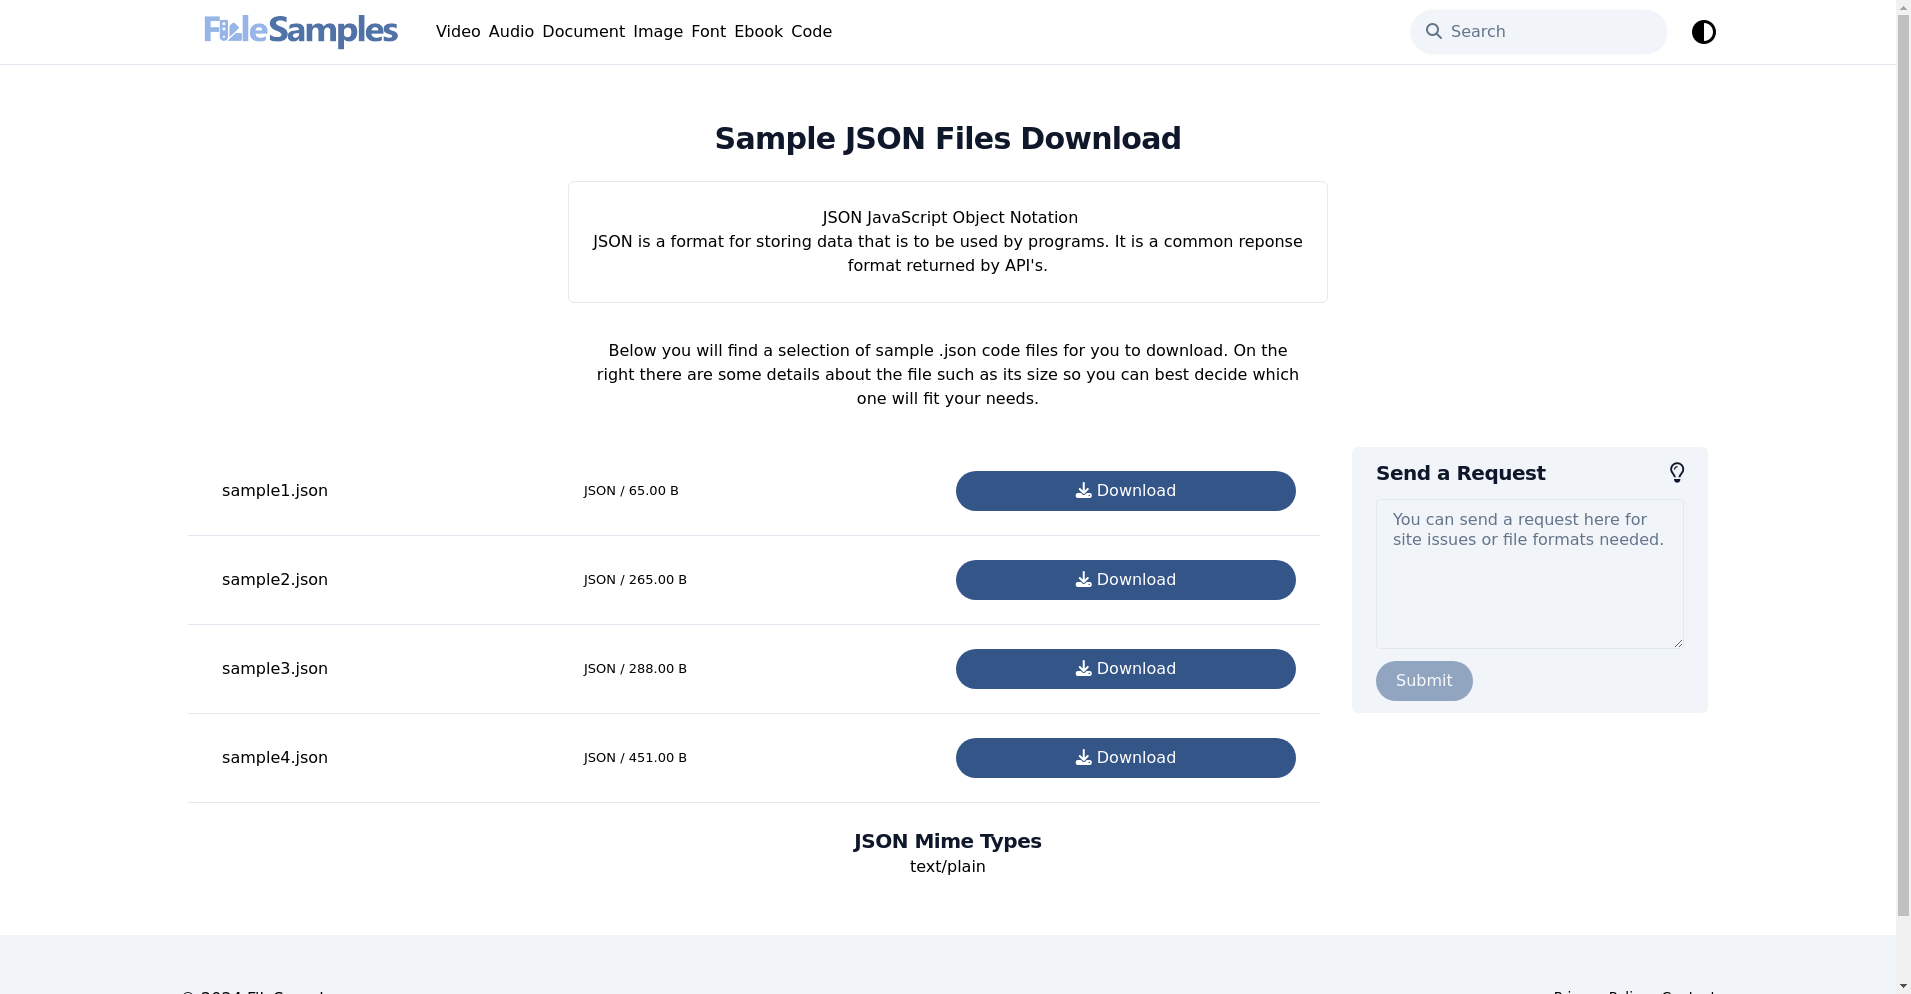 FileSamples
Video Audio Document Image Font Ebook Code
Search
Sample JSON Files Download
JSON JavaScript Object Notation
JSON is a format for storing data that is to be used by programs. It is a common reponse
format returned by API's.
Below you will find a selection of sample .json code files for you to download. On the
right there are some details about the file such as its size so you can best decide which
one will fit your needs.
sample1.json JSON / 65.00 B Download
sample2.json JSON / 265.00 B Download
sample3.json JSON / 288.00 B Download
sample4.json JSON / 451.00 B Download
Send a Request
You can send a request here for
site issues or file formats needed.
Submit
JSON Mime Types
text/plain